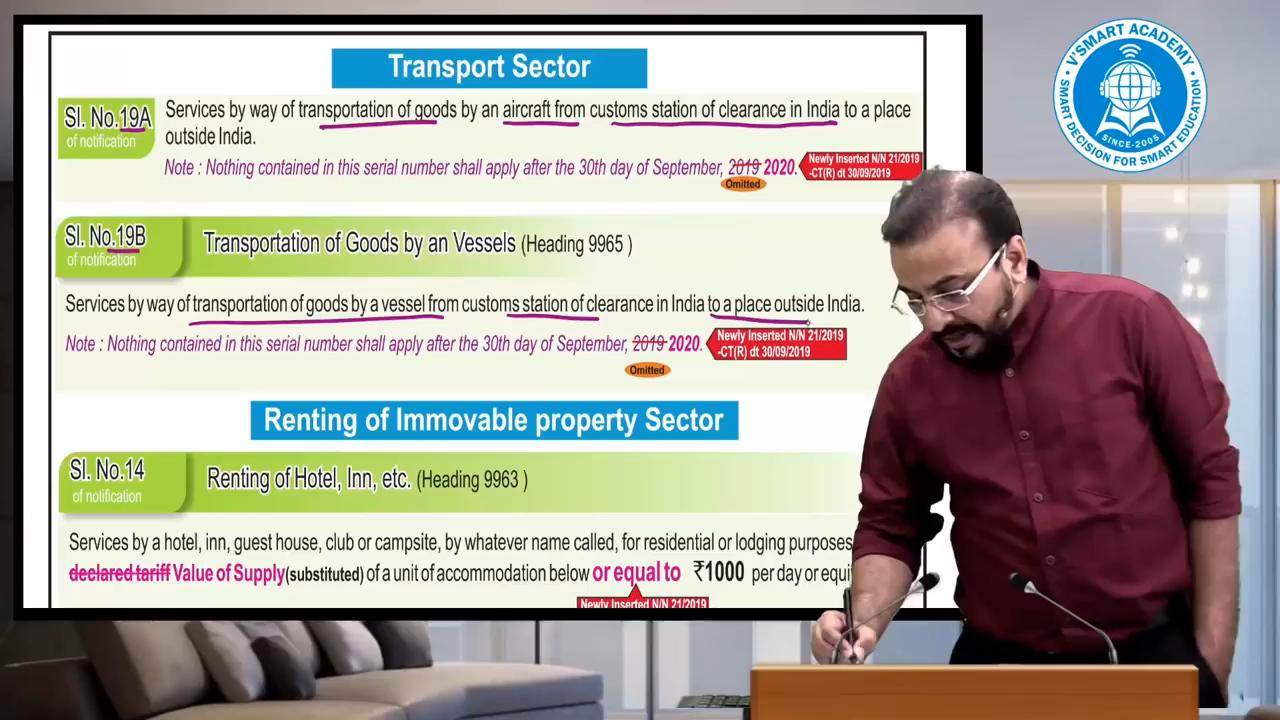 Transport Sector
Sl. No.19A
of notification
Services by way of transportation of goods by an aircraft from customs station of clearance in India to a place
outside India.
Note : Nothing contained in this serial number shall apply after the 30th day of September, 2019 2020.
Omitted
Newly Inserted N/N 21/2019
-CT(R) dt 30/09/2019
Sl. No.19B
of notification
Transportation of Goods by an Vessels (Heading 9965 )
Services by way of transportation of goods by a vessel from customs station of clearance in India to a place outside India.
Note : Nothing contained in this serial number shall apply after the 30th day of September, 2019 2020.
Omitted
Newly Inserted N/N 21/2019
-CT(R) dt 30/09/2019
Renting of Immovable property Sector
Sl. No.14
of notification
Renting of Hotel, Inn, etc. (Heading 9963 )
Services by a hotel, inn, guest house, club or campsite, by whatever name called, for residential or lodging purposes
declared tariff Value of Supply(substituted) of a unit of accommodation below or equal to ₹1000 per day or equi
Newly Inserted N/N 21/2019
V'SMART ACADEMY
SMART DECISION FOR SMART EDUCATION
SINCE-2005